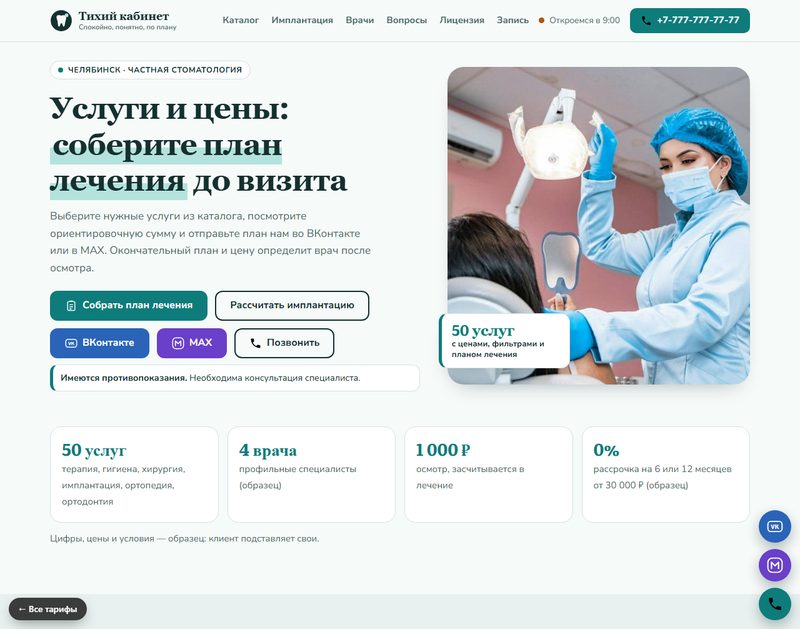 Тихий кабинет
Спокойно, понятно, по плану
Каталог Имплантация Врачи Вопросы Лицензия Запись Откроемся в 9:00 +7-777-777-77-77
ЧЕЛЯБИНСК · ЧАСТНАЯ СТОМАТОЛОГИЯ
Услуги и цены:
соберите план
лечения до визита
Выберите нужные услуги из каталога, посмотрите
ориентировочную сумму и отправьте план нам во ВКонтакте
или в MAX. Окончательный план и цену определит врач после
осмотра.
Собрать план лечения Рассчитать имплантацию
VK ВКонтакте MAX Позвонить
Имеются противопоказания. Необходима консультация специалиста.
50 услуг
с ценами, фильтрами и
планом лечения
50 услуг
терапия, гигиена, хирургия,
имплантация, ортопедия,
ортодонтия
4 врача
профильные специалисты
(образец)
1 000 ₽
осмотр, засчитывается в
лечение
0%
рассрочка на 6 или 12 месяцев
от 30 000 ₽ (образец)
Цифры, цены и условия — образец: клиент подставляет свои.
VK
← Все тарифы